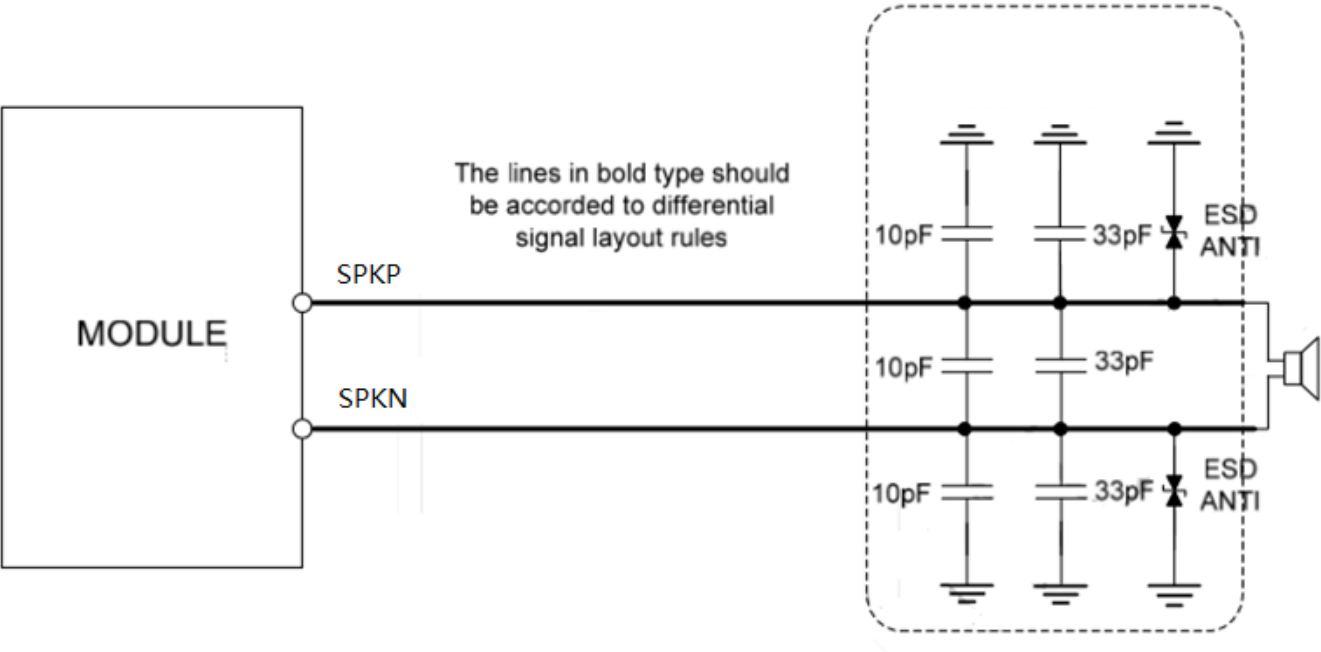 The lines in bold type should
be accorded to differential
signal layout rules
MODULE
SPKP
SPKN
10pF
33pF
ESD
ANTI
10pF
33pF
10pF
33pF
ESD
ANTI